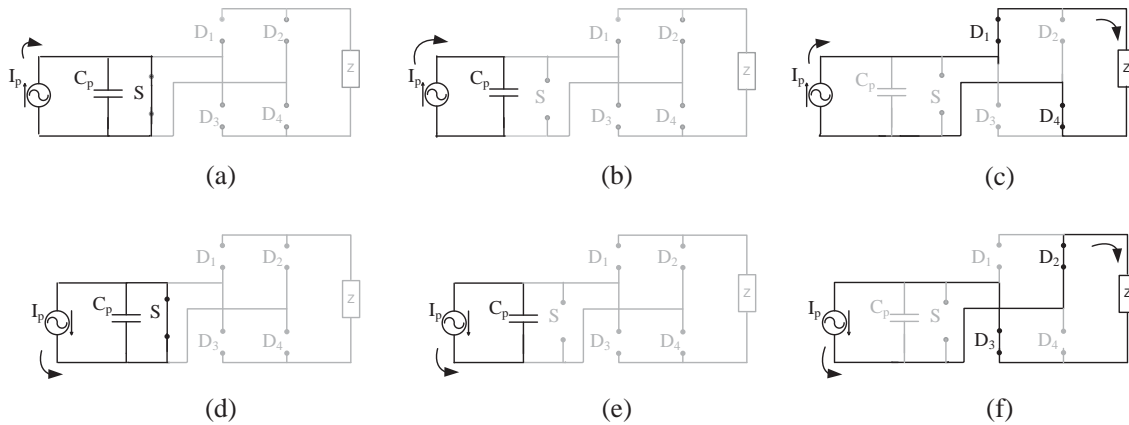 D₁ D₂
Iₚ Cₚ S Z
D₃ D₄
(a)
D₁ D₂
Iₚ Cₚ S Z
D₃ D₄
(b)
D₁ D₂
Iₚ Cₚ S Z
D₃ D₄
(c)
D₁ D₂
Iₚ Cₚ S Z
D₃ D₄
(d)
D₁ D₂
Iₚ Cₚ S Z
D₃ D₄
(e)
D₁ D₂
Iₚ Cₚ S Z
D₃ D₄
(f)